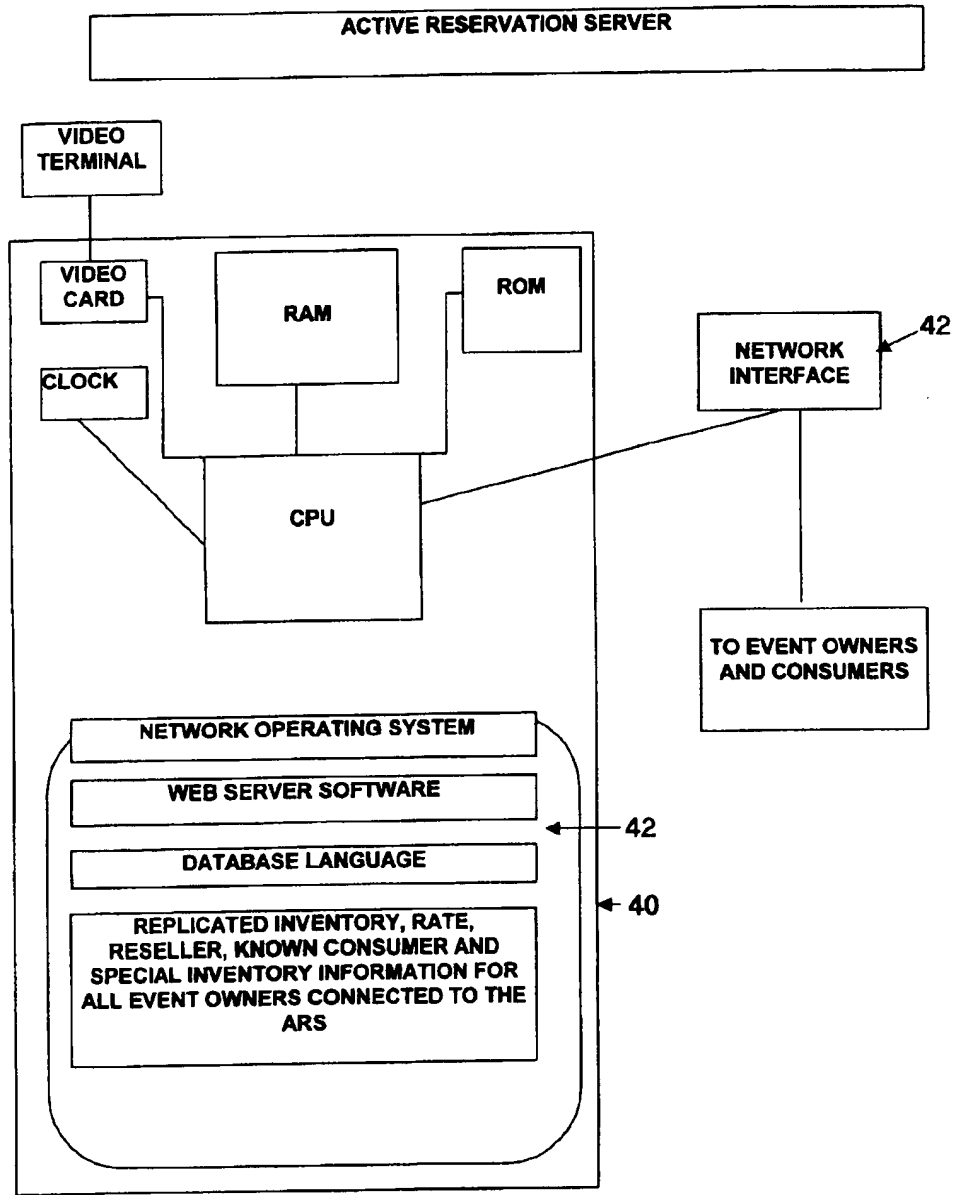 ACTIVE RESERVATION SERVER
VIDEO
TERMINAL
VIDEO
CARD
RAM
ROM
CLOCK
CPU
NETWORK
INTERFACE
42
TO EVENT OWNERS
AND CONSUMERS
NETWORK OPERATING SYSTEM
WEB SERVER SOFTWARE
42
DATABASE LANGUAGE
40
REPLICATED INVENTORY, RATE,
RESELLER, KNOWN CONSUMER AND
SPECIAL INVENTORY INFORMATION FOR
ALL EVENT OWNERS CONNECTED TO THE
ARS